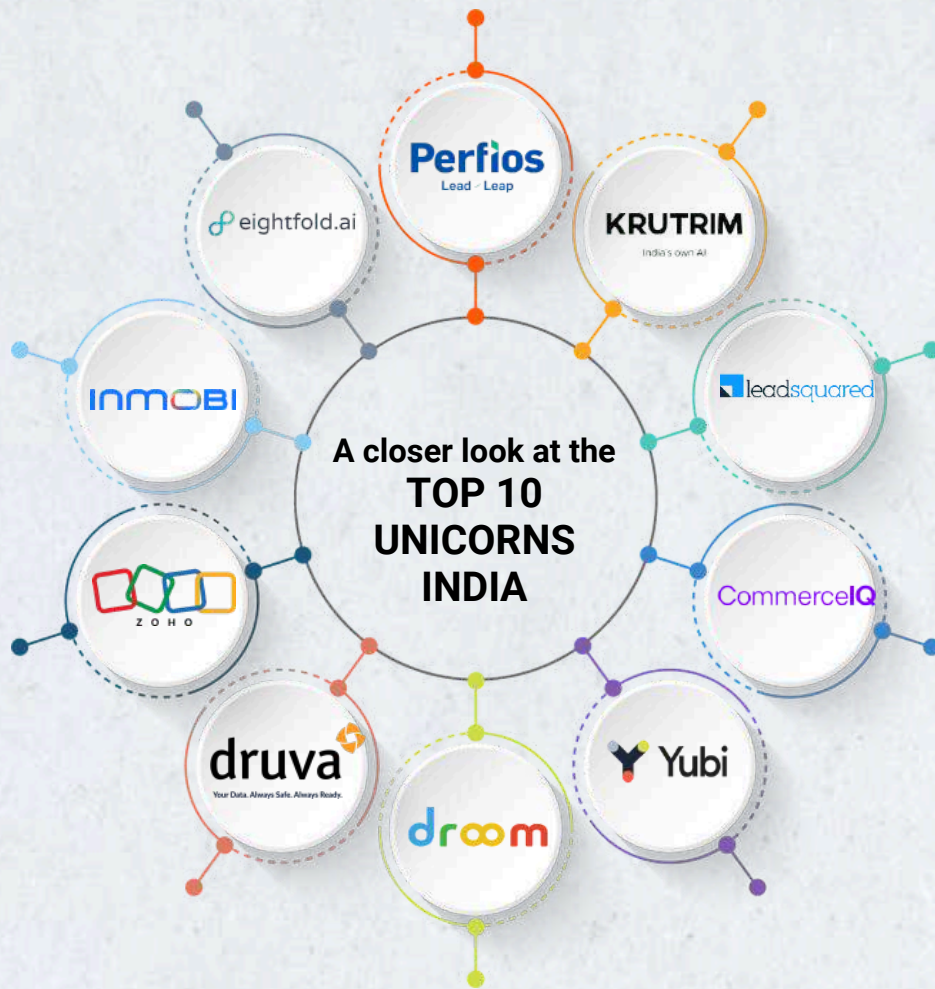 Perfios
Lead Leap
eightfold.ai
KRUTRIM
India's own AI
INMOBI
leadsquared
A closer look at the
TOP 10
UNICORNS
INDIA
ZOHO
CommerceIQ
druva
Your Data. Always Safe. Always Ready.
Yubi
droom